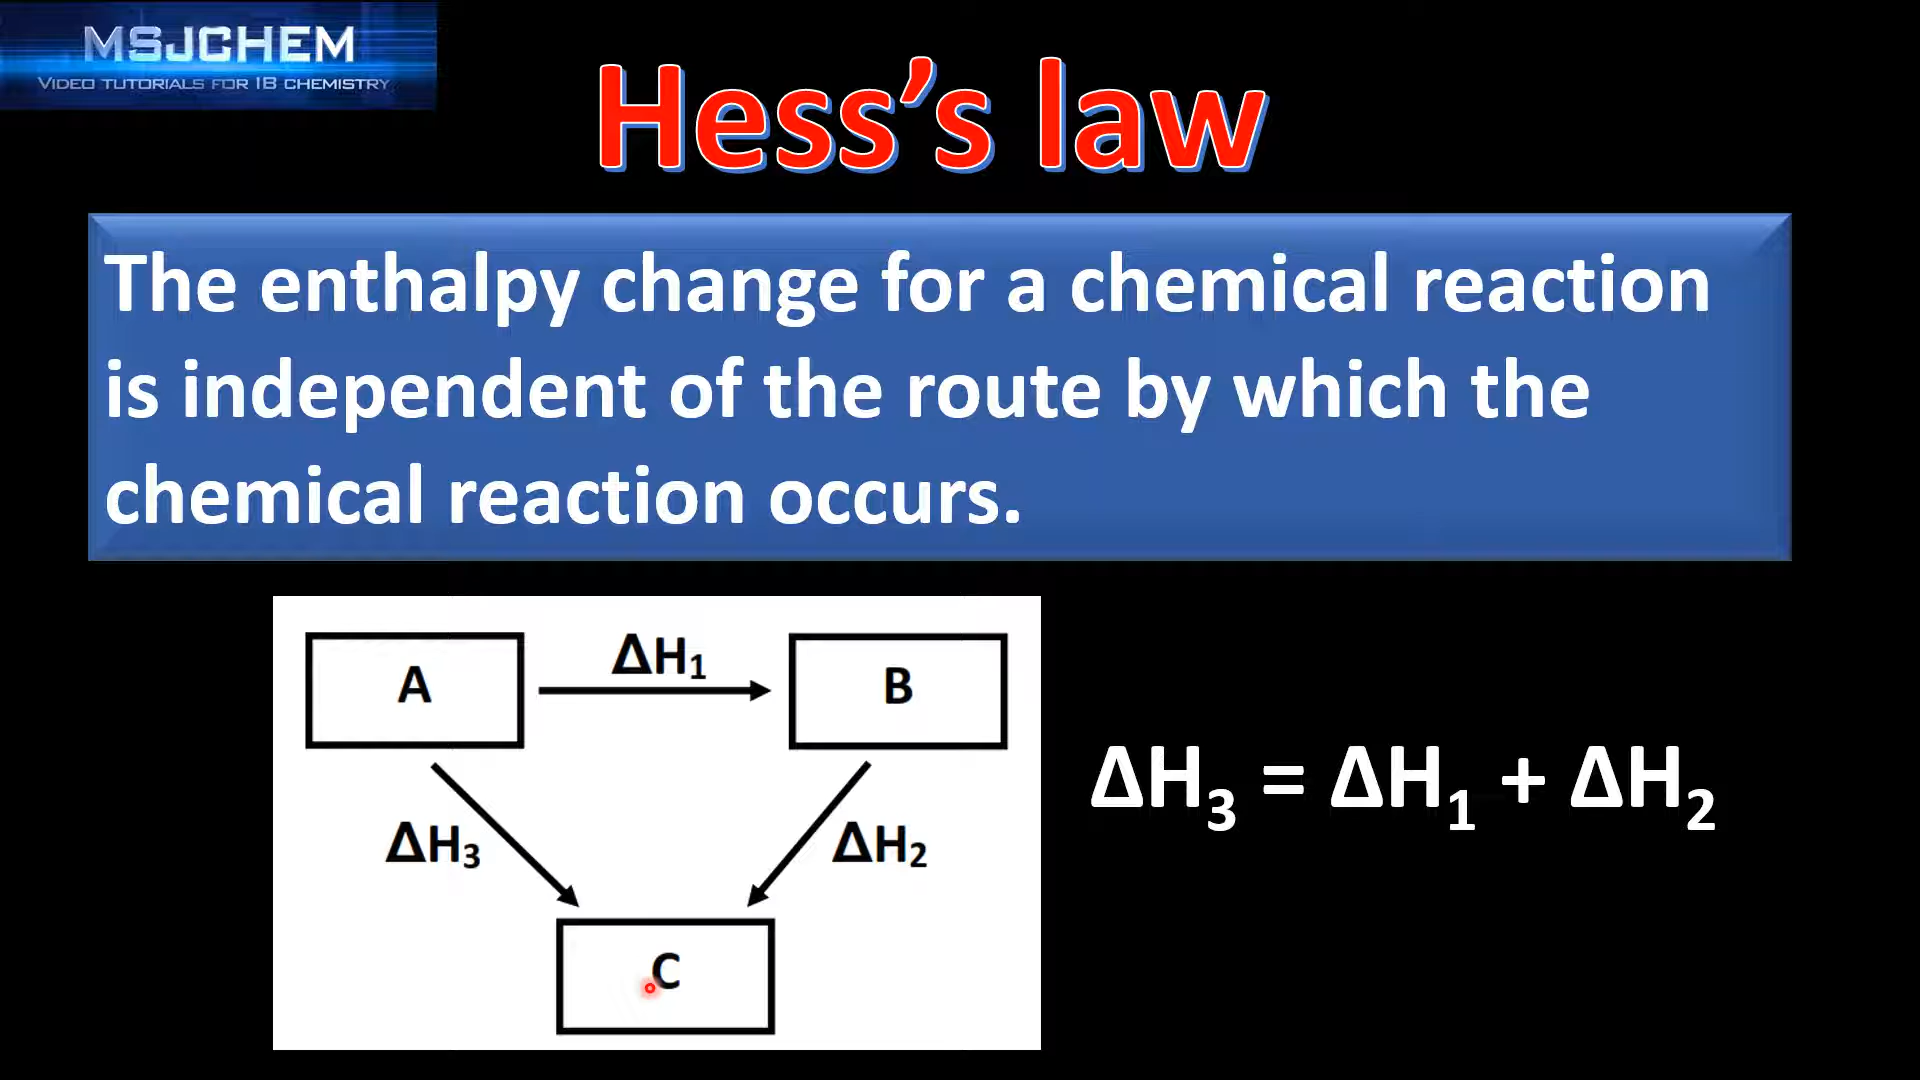 MSJCHEM
VIDEO TUTORIALS FOR IB CHEMISTRY
Hess’s law
The enthalpy change for a chemical reaction
is independent of the route by which the
chemical reaction occurs.
A
ΔH₁
B
ΔH₃ = ΔH₁ + ΔH₂
ΔH₃
ΔH₂
C